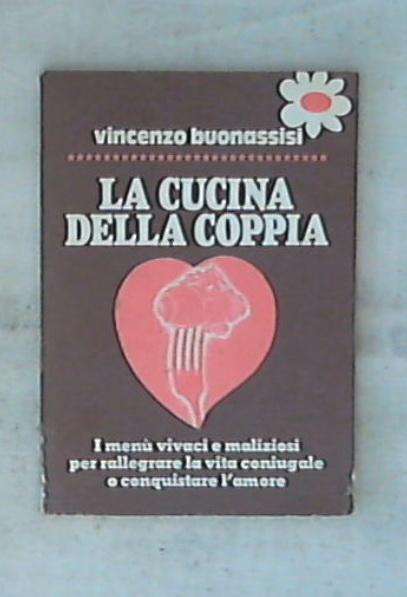 vincenzo buonassisi
LA CUCINA
DELLA COPPIA
I menù vivaci e maliziosi
per rallegrare la vita coniugale
o conquistare l'amore